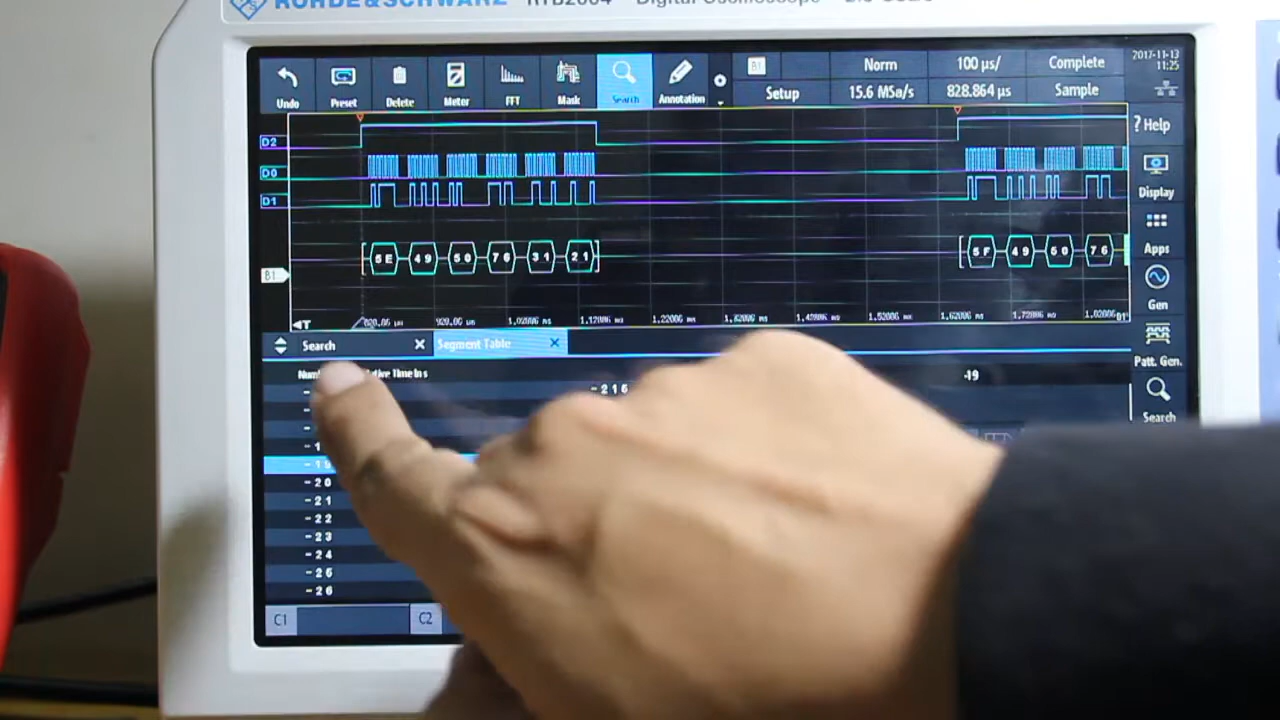 ROHDE & SCHWARZ RTB2004 Digital Oscilloscope
B1 Norm 100 µs/ Complete 2017-11-13 11:25
Undo Preset Delete Meter FFT Mask Search Annotation Setup 15.6 MSa/s 828.864 µs Sample
? Help
D2
D0
D1
Display
Apps
B1
5E 49 50 76 31 21 5F 49 50 76
Gen
Search Segment Table
Patt. Gen.
-19
-216
Search
-20
-21
-22
-23
-24
-25
-26
C1 C2